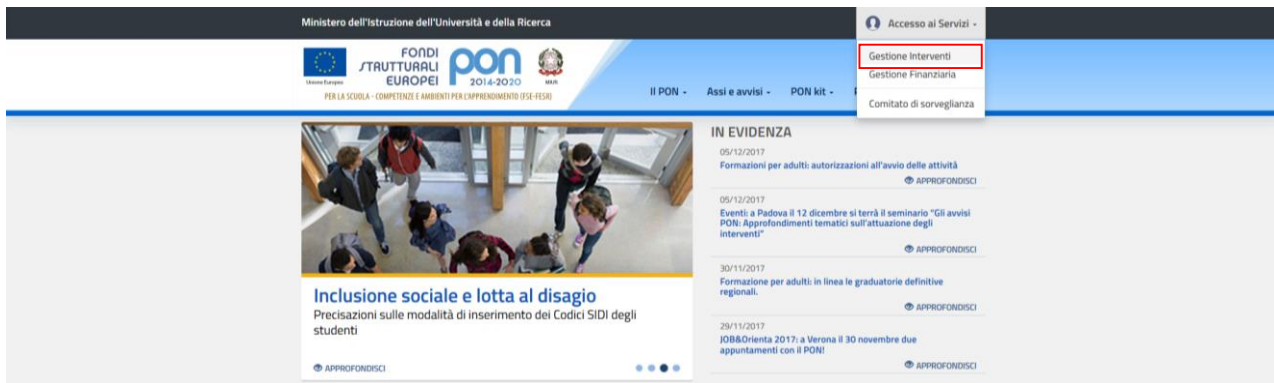 Ministero dell'Istruzione dell'Università e della Ricerca
Accesso ai Servizi
Gestione Interventi
Gestione Finanziaria
Comitato di sorveglianza
Unione Europea
FONDI
STRUTTURALI
EUROPEI
pon
2014-2020
MIUR
PER LA SCUOLA - COMPETENZE E AMBIENTI PER L'APPRENDIMENTO (FSE-FESR)
Il PON
Assi e avvisi
PON kit
Inclusione sociale e lotta al disagio
Precisazioni sulle modalità di inserimento dei Codici SIDI degli
studenti
APPROFONDISCI
IN EVIDENZA
05/12/2017
Formazioni per adulti: autorizzazioni all'avvio delle attività
APPROFONDISCI
05/12/2017
Eventi: a Padova il 12 dicembre si terrà il seminario "Gli avvisi
PON: Approfondimenti tematici sull'attuazione degli
interventi"
APPROFONDISCI
30/11/2017
Formazione per adulti: in linea le graduatorie definitive
regionali.
APPROFONDISCI
29/11/2017
JOB&Orienta 2017: a Verona il 30 novembre due
appuntamenti con il PON!
APPROFONDISCI